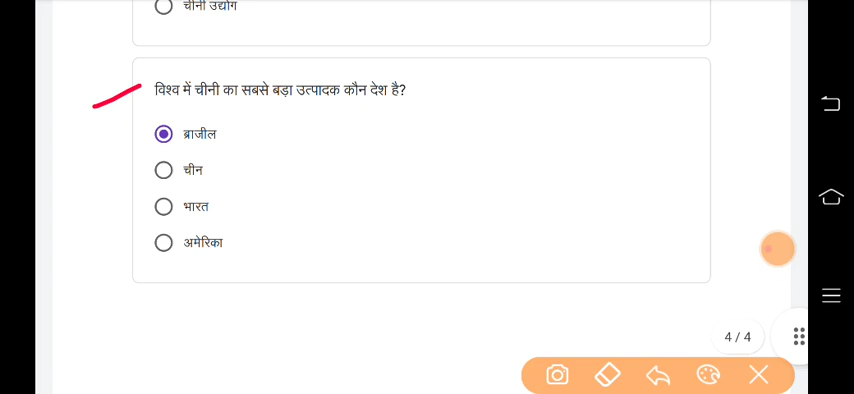 चीनी उद्योग
विश्व में चीनी का सबसे बड़ा उत्पादक कौन देश है?
ब्राजील
चीन
भारत
अमेरिका
4 / 4